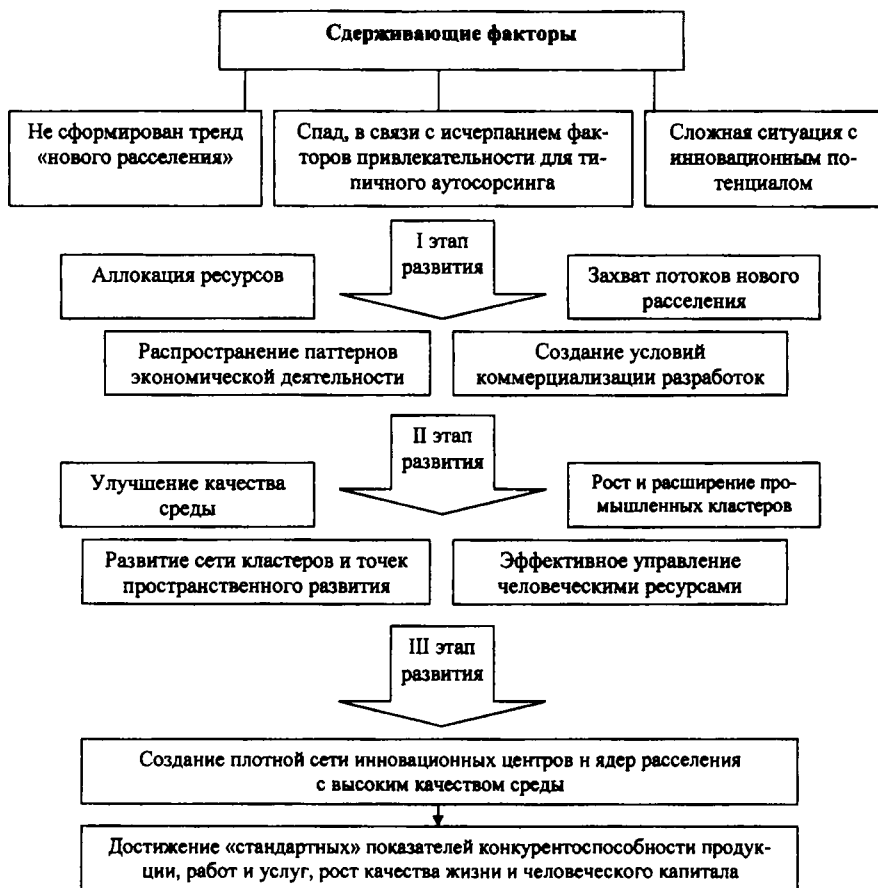 Сдерживающие факторы
Не сформирован тренд
«нового расселения»
Спад, в связи с исчерпанием фак-
торов привлекательности для ти-
пичного аутосорсинга
Сложная ситуация с
инновационным по-
тенциалом
I этап
развития
Аллокация ресурсов
Захват потоков нового
расселения
Распространение паттернов
экономической деятельности
Создание условий
коммерциализации разработок
II этап
развития
Улучшение качества
среды
Рост и расширение про-
мышленных кластеров
Развитие сети кластеров и точек
пространственного развития
Эффективное управление
человеческими ресурсами
III этап
развития
Создание плотной сети инновационных центров н ядер расселения
с высоким качеством среды
Достижение «стандартных» показателей конкурентоспособности продук-
ции, работ и услуг, рост качества жизни и человеческого капитала